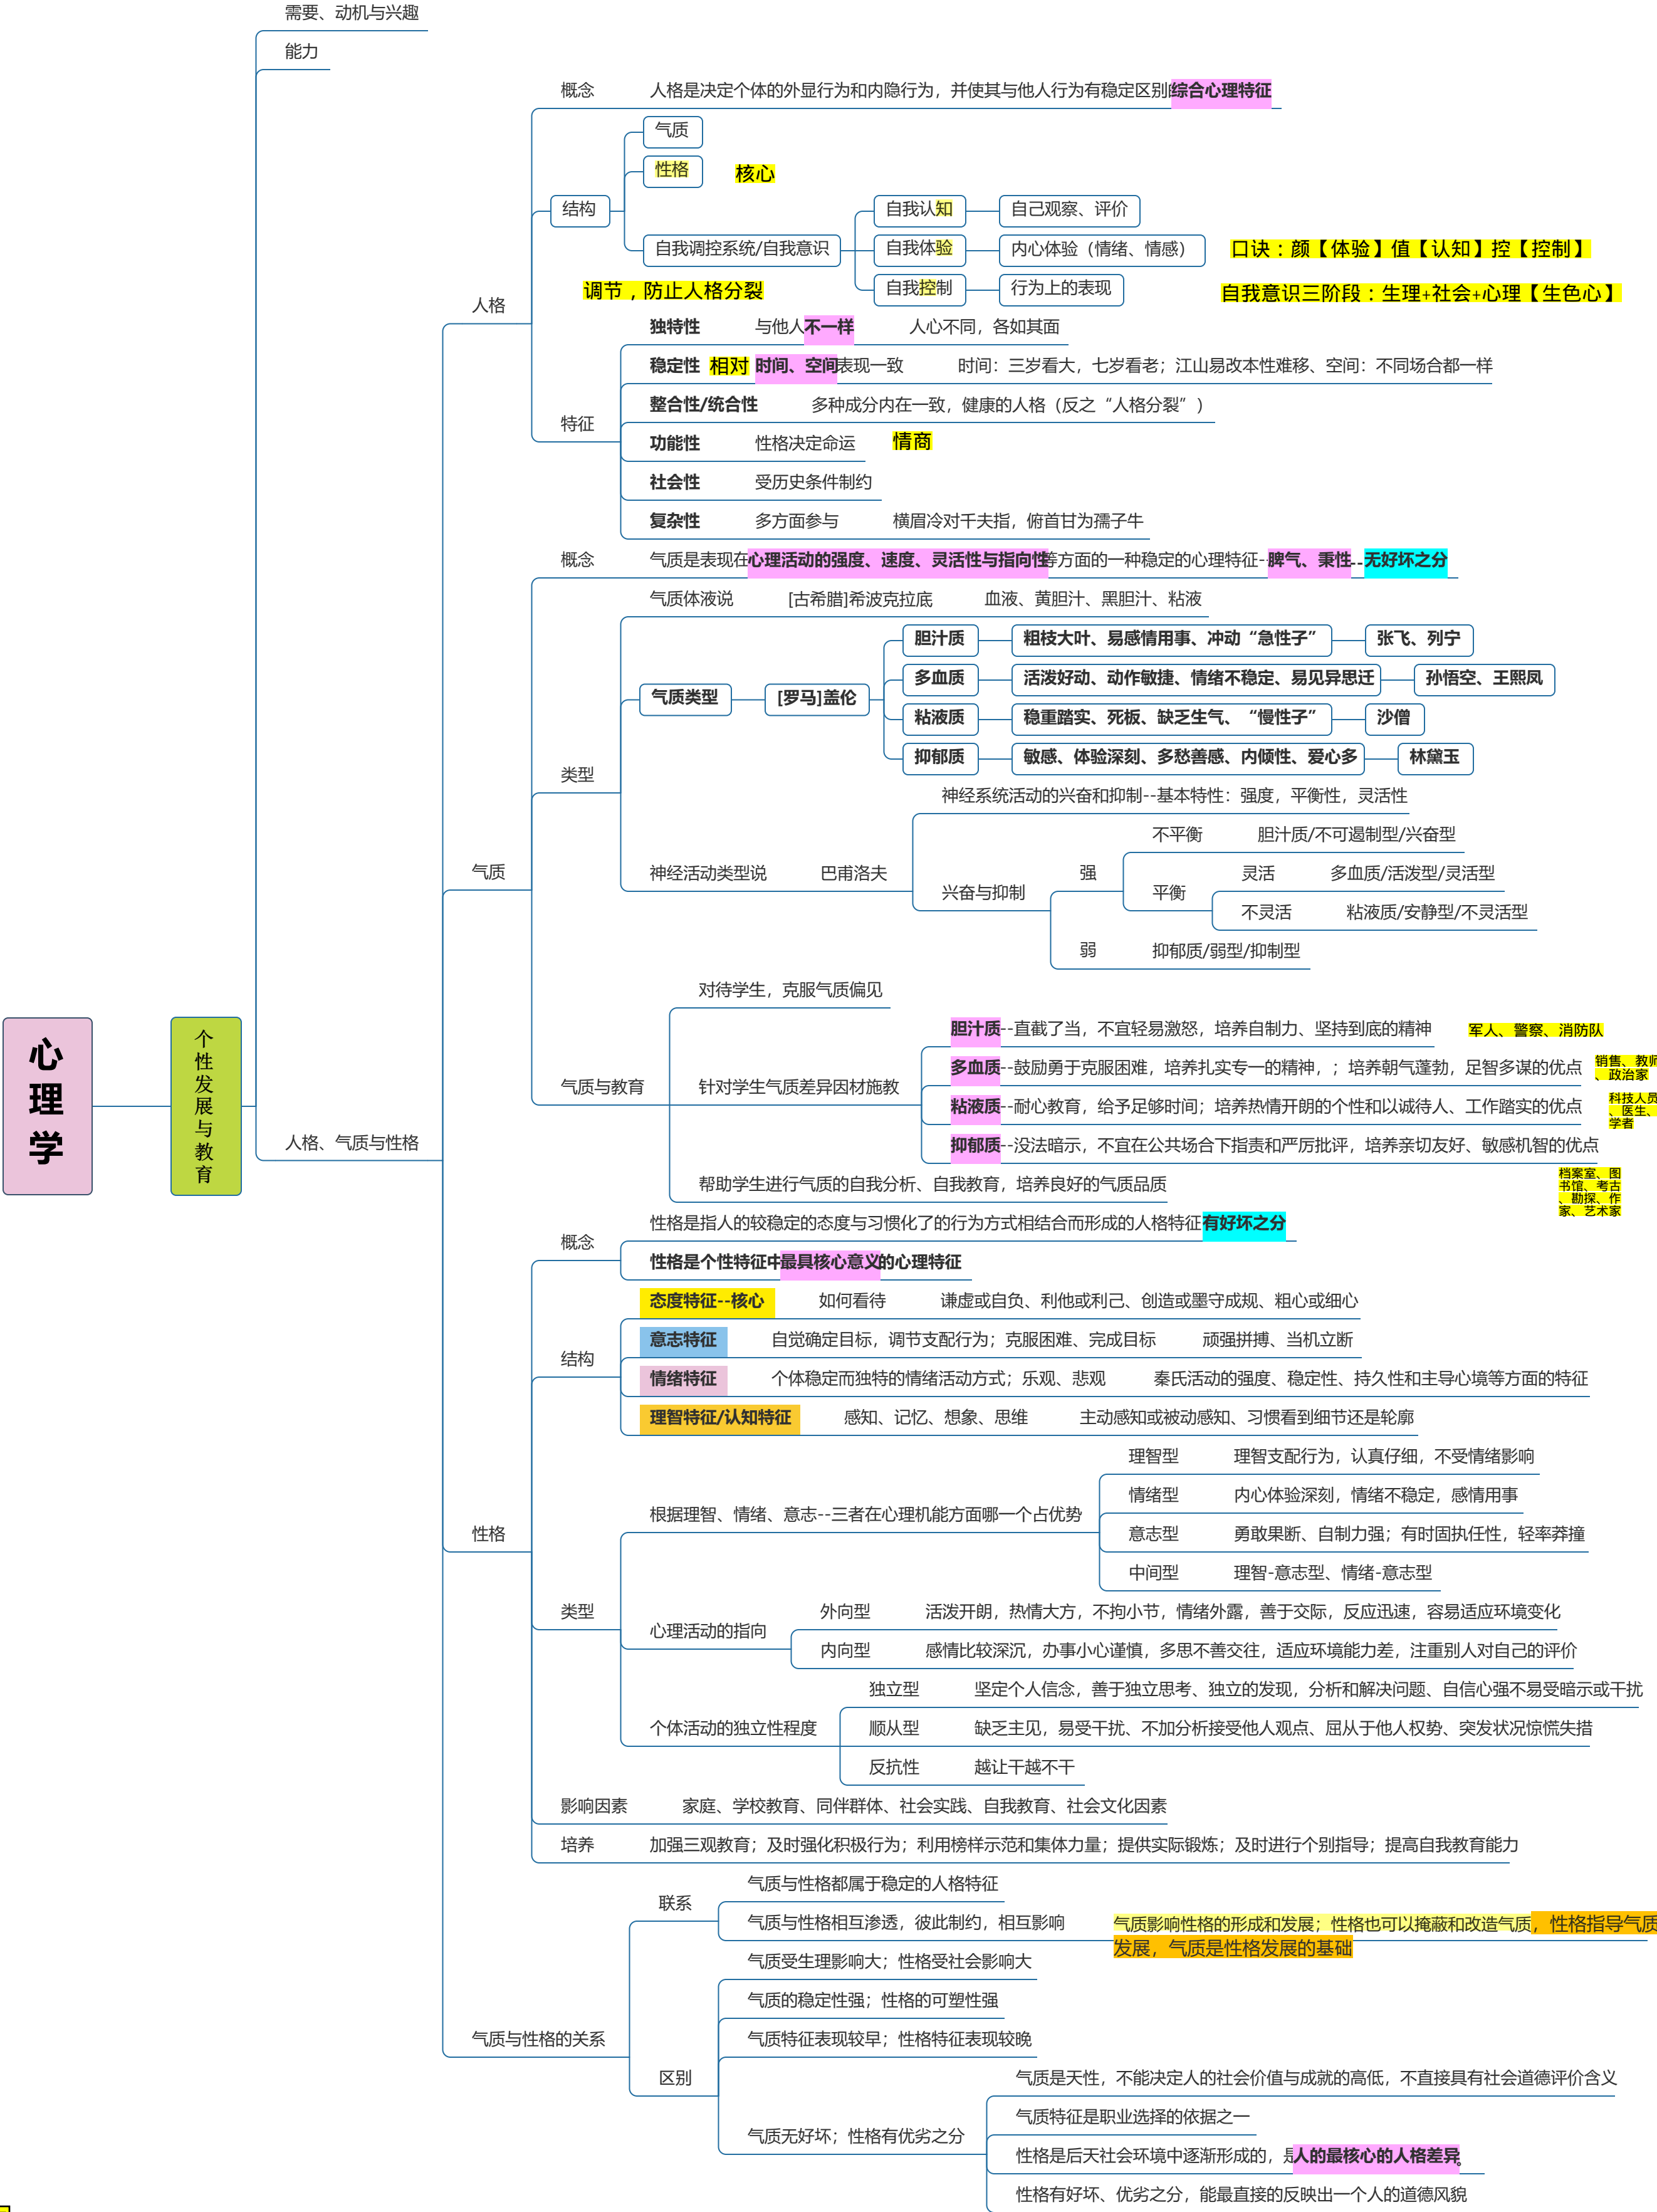 需要、动机与兴趣
能力
概念 人格是决定个体的外显行为和内隐行为，并使其与他人行为有稳定区别的综合心理特征
气质
性格 核心
结构
自我认知 自己观察、评价
自我调控系统/自我意识 自我体验 内心体验（情绪、情感） 口诀：颜【体验】值【认知】控【控制】
自我控制 行为上的表现
调节，防止人格分裂 自我意识三阶段：生理+社会+心理【生色心】
人格
独特性 与他人不一样 人心不同，各如其面
稳定性 相对 时间、空间表现一致 时间：三岁看大，七岁看老；江山易改本性难移、空间：不同场合都一样
整合性/统合性 多种成分内在一致，健康的人格（反之“人格分裂”）
特征
功能性 性格决定命运 情商
社会性 受历史条件制约
复杂性 多方面参与 横眉冷对千夫指，俯首甘为孺子牛
概念 气质是表现在心理活动的强度、速度、灵活性与指向性等方面的一种稳定的心理特征--脾气、秉性--无好坏之分
气质体液说 [古希腊]希波克拉底 血液、黄胆汁、黑胆汁、粘液
胆汁质 粗枝大叶、易感情用事、冲动“急性子” 张飞、列宁
多血质 活泼好动、动作敏捷、情绪不稳定、易见异思迁 孙悟空、王熙凤
气质类型 [罗马]盖伦
粘液质 稳重踏实、死板、缺乏生气、“慢性子” 沙僧
抑郁质 敏感、体验深刻、多愁善感、内倾性、爱心多 林黛玉
类型
神经系统活动的兴奋和抑制--基本特性：强度，平衡性，灵活性
不平衡 胆汁质/不可遏制型/兴奋型
气质
神经活动类型说 巴甫洛夫 强 灵活 多血质/活泼型/灵活型
兴奋与抑制 平衡
不灵活 粘液质/安静型/不灵活型
弱 抑郁质/弱型/抑制型
对待学生，克服气质偏见
胆汁质--直截了当，不宜轻易激怒，培养自制力、坚持到底的精神 军人、警察、消防队
多血质--鼓励勇于克服困难，培养扎实专一的精神，；培养朝气蓬勃，足智多谋的优点 销售、教师
、政治家
气质与教育 针对学生气质差异因材施教
粘液质--耐心教育，给予足够时间；培养热情开朗的个性和以诚待人、工作踏实的优点 科技人员
、医生、
学者
抑郁质--没法暗示，不宜在公共场合下指责和严厉批评，培养亲切友好、敏感机智的优点
档案室、图
书馆、考古
、勘探、作
家、艺术家
帮助学生进行气质的自我分析、自我教育，培养良好的气质品质
心理学
个性发展与教育
人格、气质与性格
性格是指人的较稳定的态度与习惯化了的行为方式相结合而形成的人格特征 有好坏之分
概念
性格是个性特征中最具核心意义的心理特征
态度特征--核心 如何看待 谦虚或自负、利他或利己、创造或墨守成规、粗心或细心
意志特征 自觉确定目标，调节支配行为；克服困难、完成目标 顽强拼搏、当机立断
结构
情绪特征 个体稳定而独特的情绪活动方式；乐观、悲观 秦氏活动的强度、稳定性、持久性和主导心境等方面的特征
理智特征/认知特征 感知、记忆、想象、思维 主动感知或被动感知、习惯看到细节还是轮廓
理智型 理智支配行为，认真仔细，不受情绪影响
情绪型 内心体验深刻，情绪不稳定，感情用事
根据理智、情绪、意志--三者在心理机能方面哪一个占优势
性格
意志型 勇敢果断、自制力强；有时固执任性，轻率莽撞
中间型 理智-意志型、情绪-意志型
类型
外向型 活泼开朗，热情大方，不拘小节，情绪外露，善于交际，反应迅速，容易适应环境变化
心理活动的指向
内向型 感情比较深沉，办事小心谨慎，多思不善交往，适应环境能力差，注重别人对自己的评价
独立型 坚定个人信念，善于独立思考、独立的发现，分析和解决问题、自信心强不易受暗示或干扰
个体活动的独立性程度 顺从型 缺乏主见，易受干扰、不加分析接受他人观点、屈从于他人权势、突发状况惊慌失措
反抗性 越让干越不干
影响因素 家庭、学校教育、同伴群体、社会实践、自我教育、社会文化因素
培养 加强三观教育；及时强化积极行为；利用榜样示范和集体力量；提供实际锻炼；及时进行个别指导；提高自我教育能力
气质与性格都属于稳定的人格特征
联系
气质与性格相互渗透，彼此制约，相互影响 气质影响性格的形成和发展；性格也可以掩蔽和改造气质，性格指导气质
发展，气质是性格发展的基础
气质受生理影响大；性格受社会影响大
气质的稳定性强；性格的可塑性强
气质与性格的关系
气质特征表现较早；性格特征表现较晚
区别
气质是天性，不能决定人的社会价值与成就的高低，不直接具有社会道德评价含义
气质特征是职业选择的依据之一
气质无好坏；性格有优劣之分
性格是后天社会环境中逐渐形成的，是人的最核心的人格差异。
性格有好坏、优劣之分，能最直接的反映出一个人的道德风貌